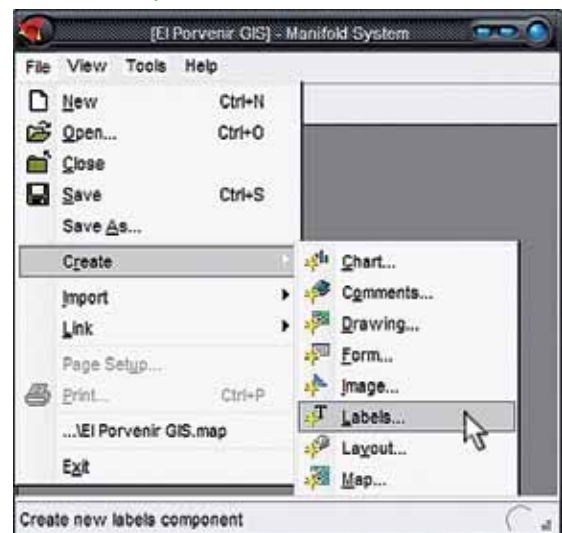 [El Porvenir GIS] - Manifold System
File View Tools Help
New Ctrl+N
Open... Ctrl+O
Close
Save Ctrl+S
Save As...
Create
Import
Link
Page Setup...
Print... Ctrl+P
...\El Porvenir GIS.map
Exit
Chart...
Comments...
Drawing...
Form...
Image...
Labels...
Layout...
Map...
Create new labels component